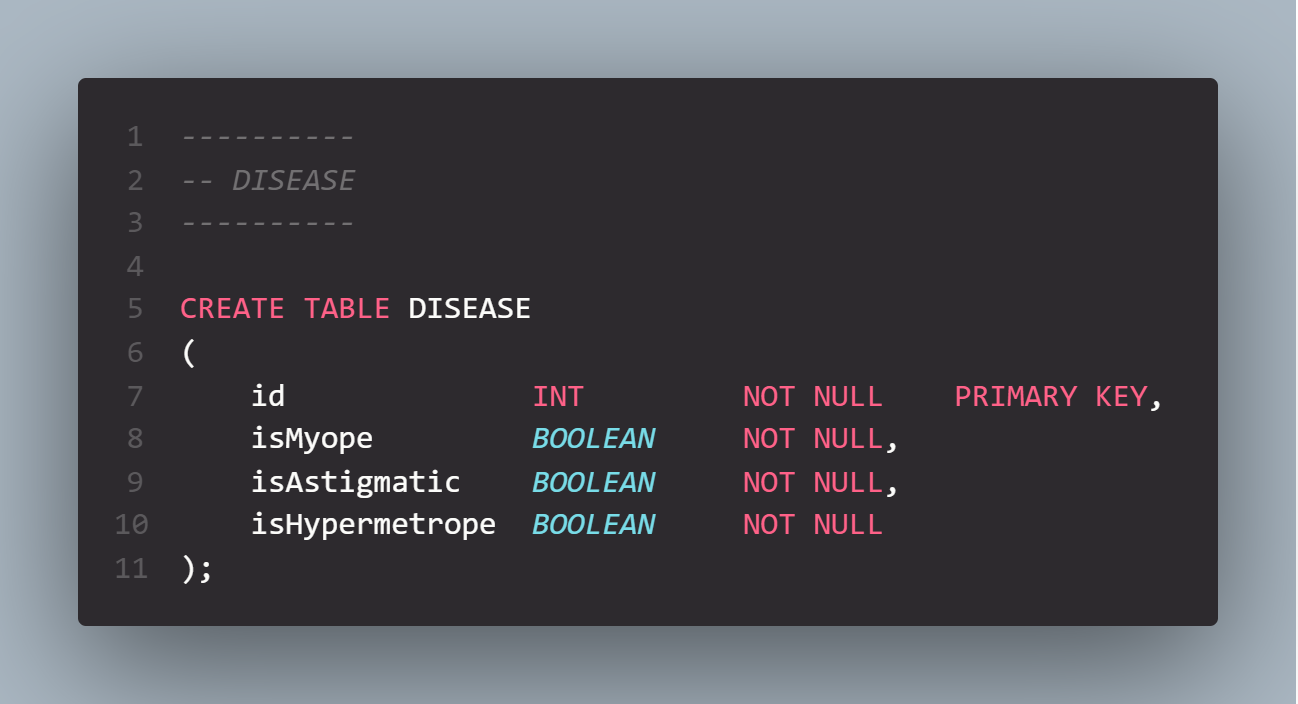 1 ----------
2 -- DISEASE
3 ----------
4
5 CREATE TABLE DISEASE
6 (
7     id              INT         NOT NULL    PRIMARY KEY,
8     isMyope         BOOLEAN     NOT NULL,
9     isAstigmatic    BOOLEAN     NOT NULL,
10     isHypermetrope  BOOLEAN     NOT NULL
11 );